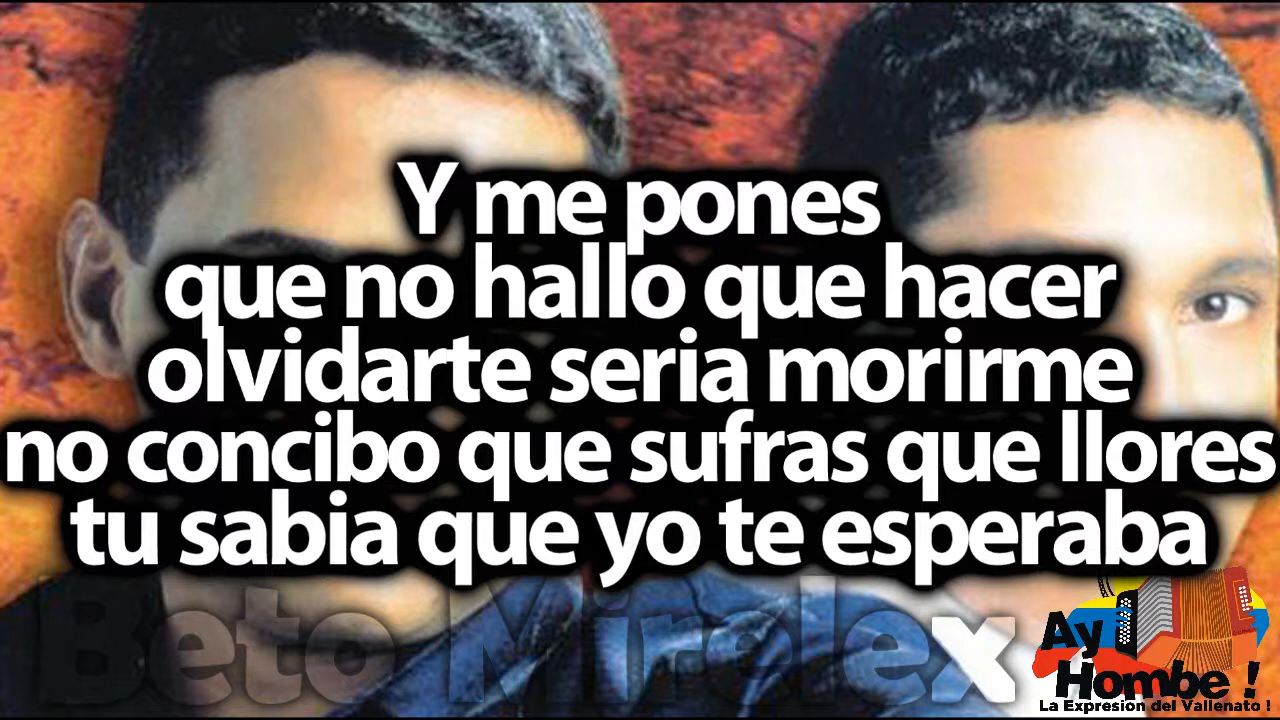 Y me pones
que no hallo que hacer
olvidarte seria morirme
no concibo que sufras que llores
tu sabia que yo te esperaba
Beto Mirelex
Ay
Hombe !
La Expresion del Vallenato !